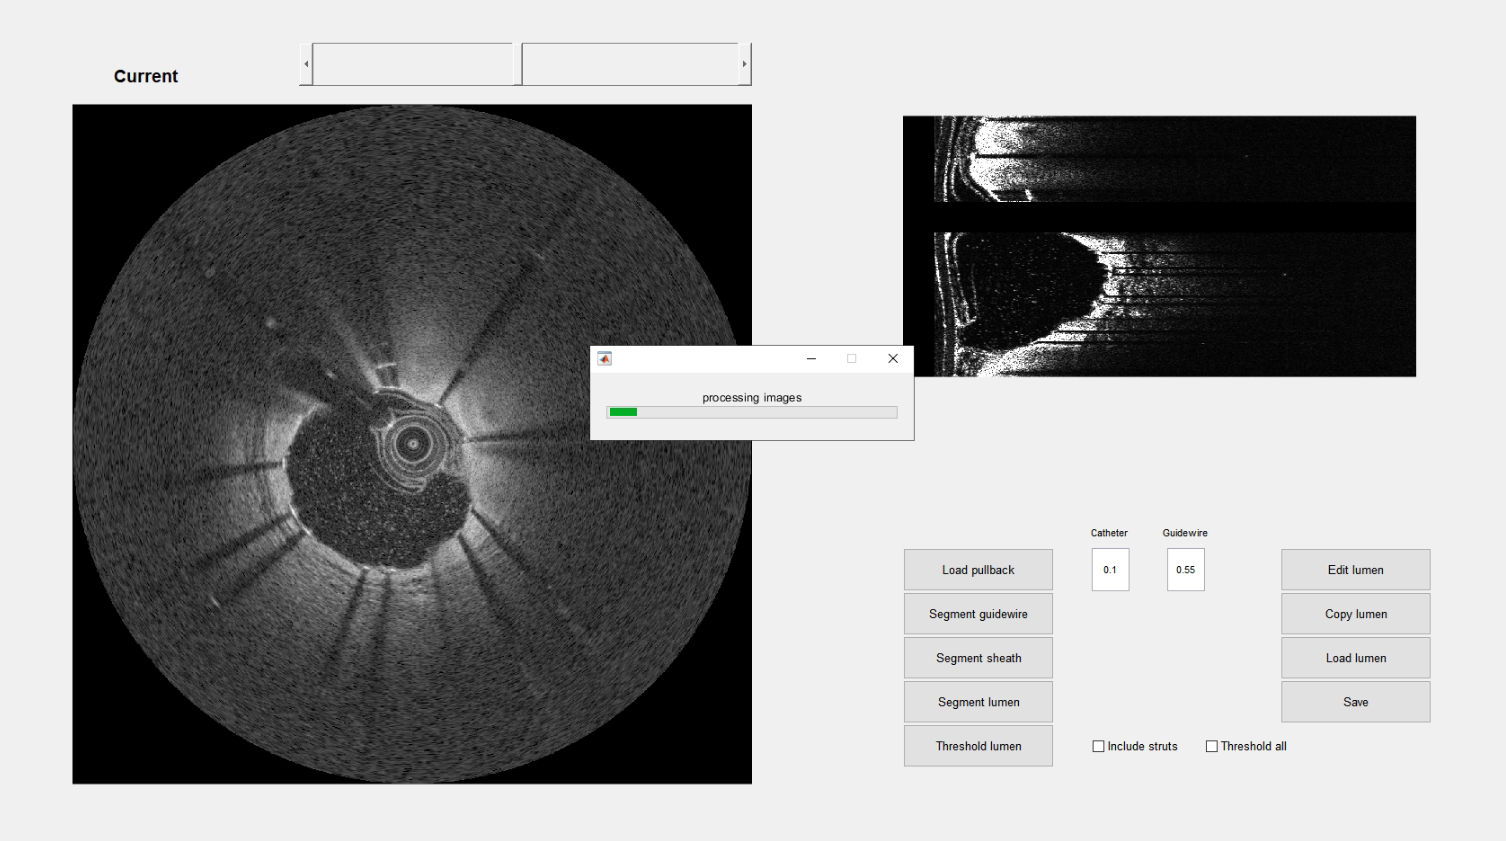 Current
processing images
Catheter
Guidewire
Load pullback
0.1
0.55
Edit lumen
Segment guidewire
Copy lumen
Segment sheath
Load lumen
Segment lumen
Save
Threshold lumen
Include struts
Threshold all